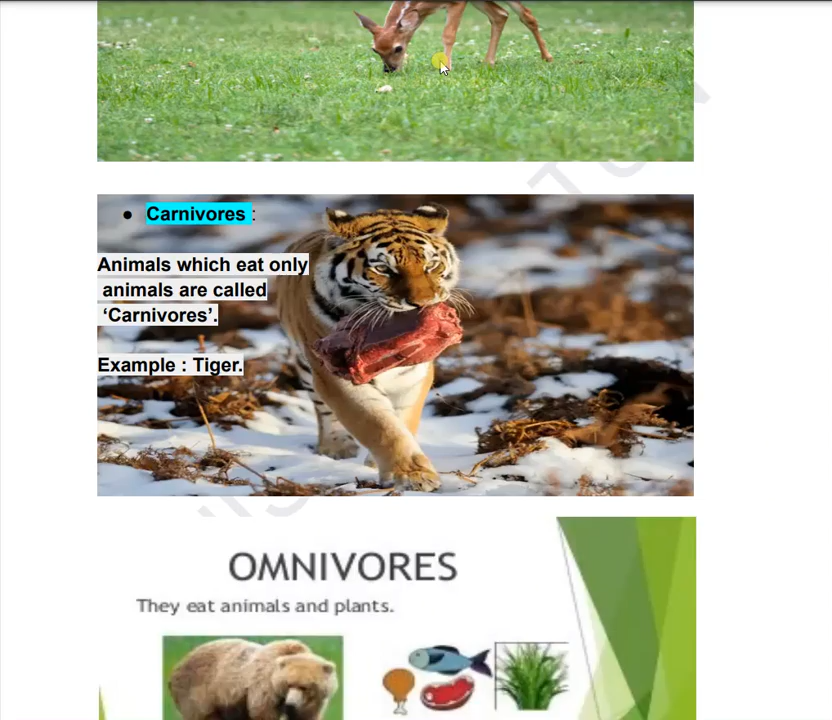 ● Carnivores :
Animals which eat only
animals are called
‘Carnivores’.
Example : Tiger.
OMNIVORES
They eat animals and plants.